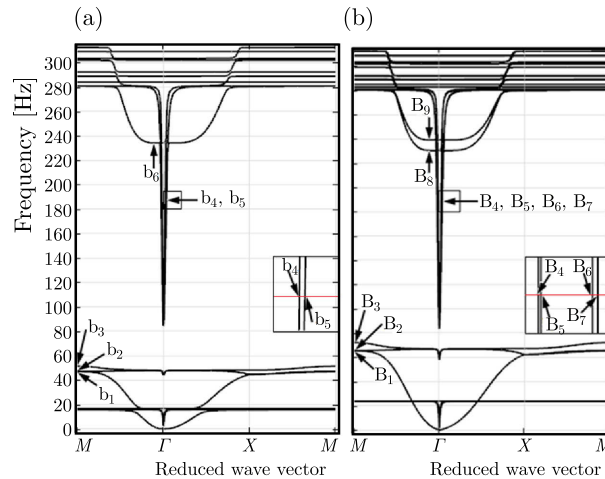 (a)
(b)
Frequency [Hz]
300
280
260
240
220
200
180
160
140
120
100
80
60
40
20
0
b6
b4, b5
b4
b5
b3
b2
b1
M Γ X M
Reduced wave vector
B9
B8
B4, B5, B6, B7
B4 B6
B5 B7
B3
B2
B1
M Γ X M
Reduced wave vector